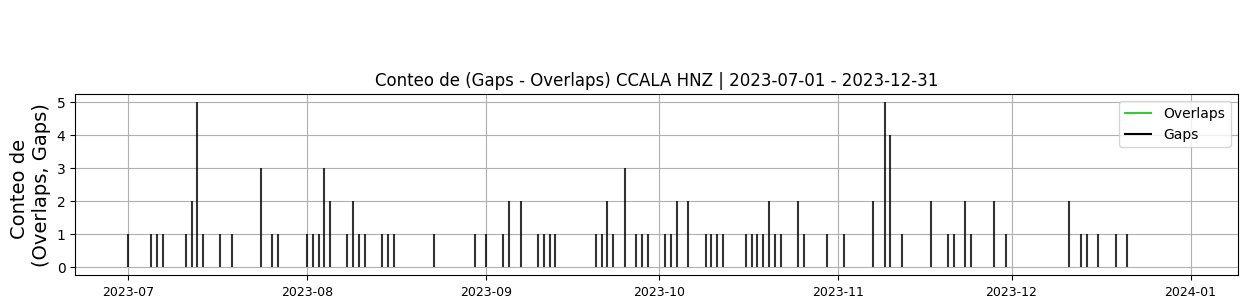 Conteo de (Gaps - Overlaps) CCALA HNZ | 2023-07-01 - 2023-12-31
Conteo de
(Overlaps, Gaps)
5
4
3
2
1
0
Overlaps
Gaps
2023-07
2023-08
2023-09
2023-10
2023-11
2023-12
2024-01